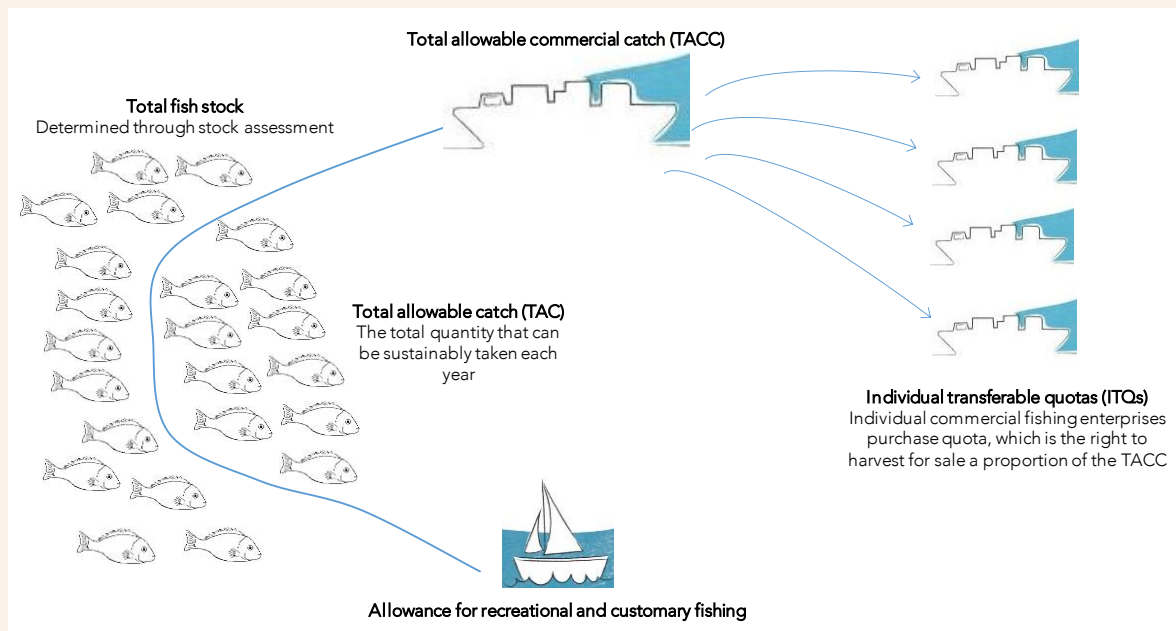 Total allowable commercial catch (TACC)
Total fish stock
Determined through stock assessment
Total allowable catch (TAC)
The total quantity that can
be sustainably taken each
year
Individual transferable quotas (ITQs)
Individual commercial fishing enterprises
purchase quota, which is the right to
harvest for sale a proportion of the TACC
Allowance for recreational and customary fishing